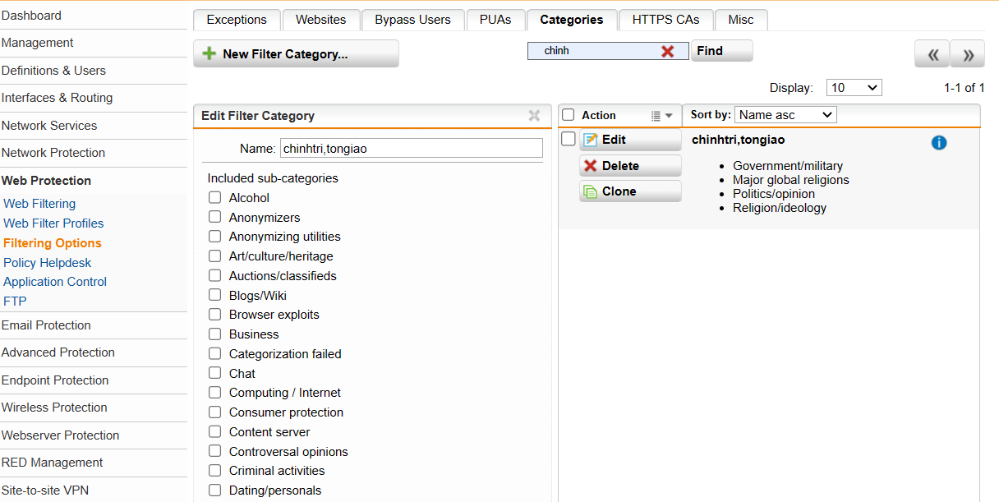 Dashboard
Management
Definitions & Users
Interfaces & Routing
Network Services
Network Protection
Web Protection
Web Filtering
Web Filter Profiles
Filtering Options
Policy Helpdesk
Application Control
FTP
Email Protection
Advanced Protection
Endpoint Protection
Wireless Protection
Webserver Protection
RED Management
Site-to-site VPN
Exceptions Websites Bypass Users PUAs Categories HTTPS CAs Misc
New Filter Category... chinh Find
Display: 10 1-1 of 1
Edit Filter Category
Name: chinhtri,tongiao
Included sub-categories
Alcohol
Anonymizers
Anonymizing utilities
Art/culture/heritage
Auctions/classifieds
Blogs/Wiki
Browser exploits
Business
Categorization failed
Chat
Computing / Internet
Consumer protection
Content server
Controversal opinions
Criminal activities
Dating/personals
Action Sort by: Name asc
Edit
Delete
Clone
chinhtri,tongiao
Government/military
Major global religions
Politics/opinion
Religion/ideology